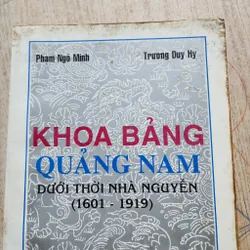 Phạm Ngô Minh Trương Duy Hy
KHOA BẢNG
QUẢNG NAM
DƯỚI THỜI NHÀ NGUYỄN
(1601 - 1919)